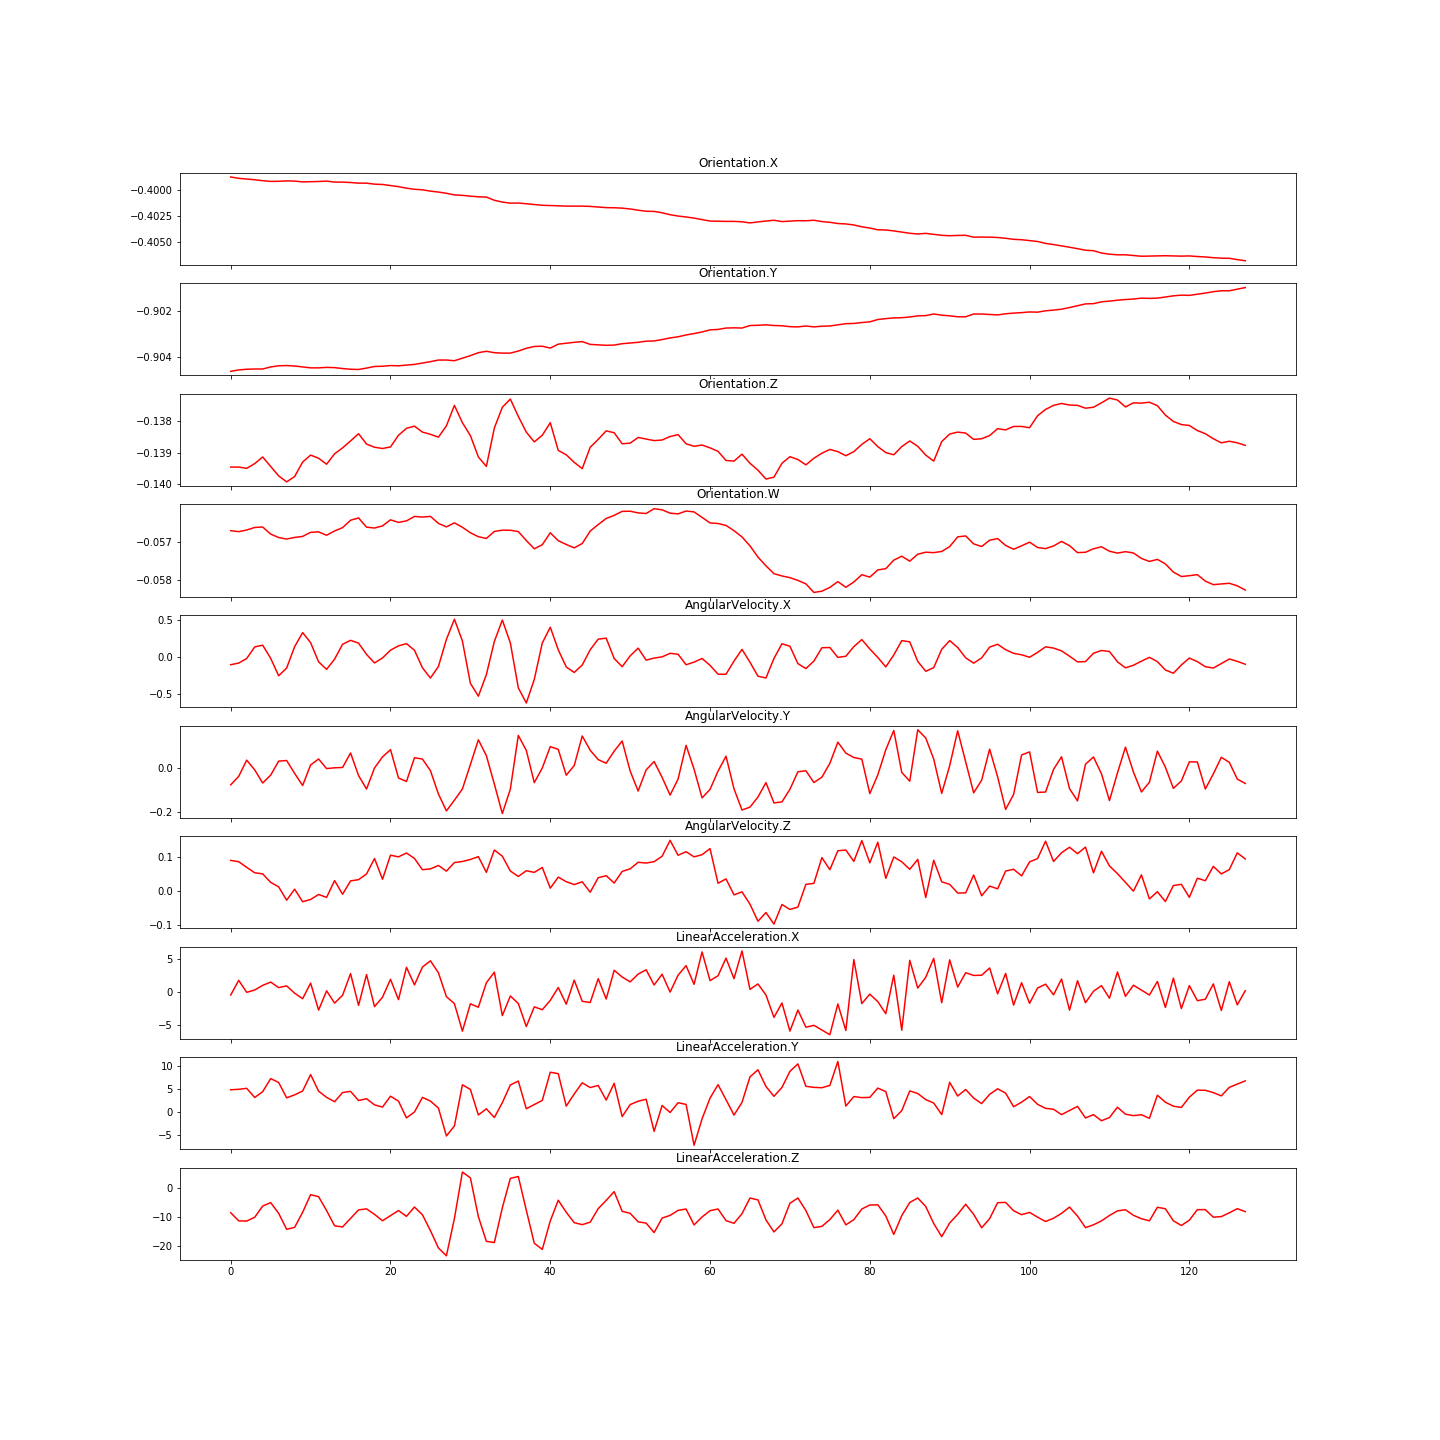 Orientation.X
−0.4000
−0.4025
−0.4050
Orientation.Y
−0.902
−0.904
Orientation.Z
−0.138
−0.139
−0.140
Orientation.W
−0.057
−0.058
AngularVelocity.X
0.5
0.0
−0.5
AngularVelocity.Y
0.0
−0.2
AngularVelocity.Z
0.1
0.0
−0.1
LinearAcceleration.X
5
0
−5
LinearAcceleration.Y
10
5
0
−5
LinearAcceleration.Z
0
−10
−20
0 20 40 60 80 100 120